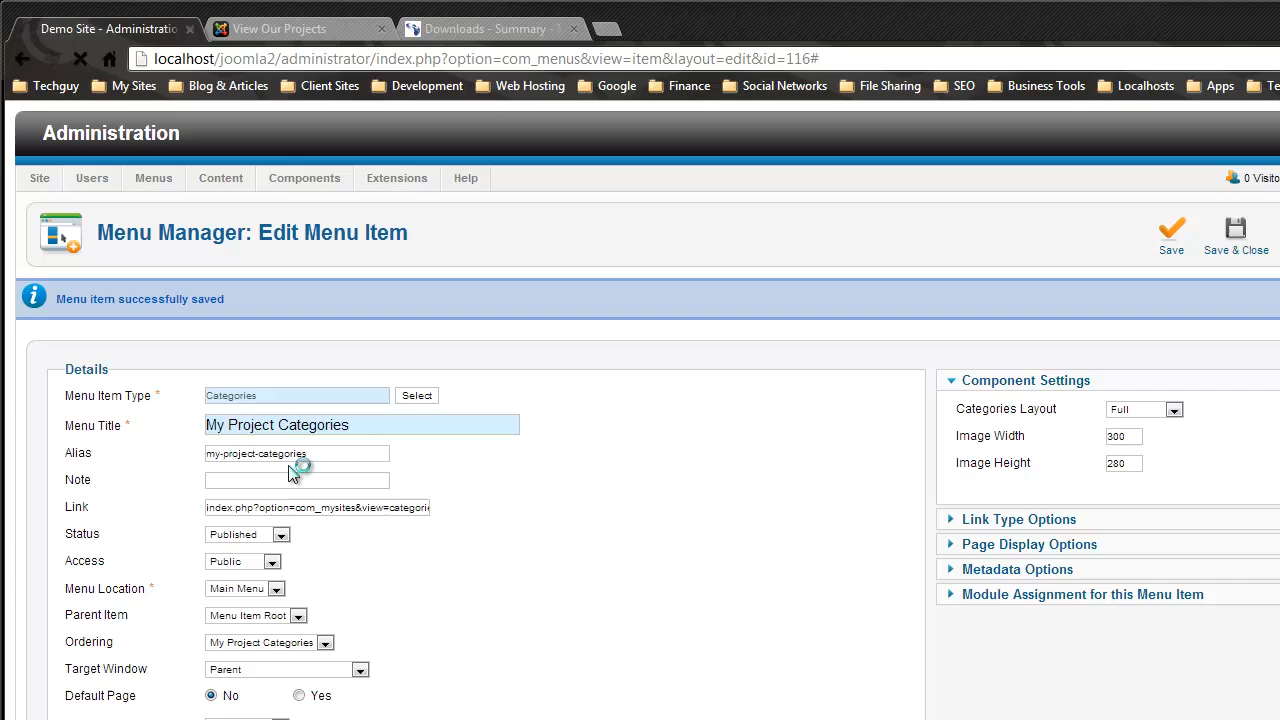 Demo Site - Administratio
View Our Projects
Downloads - Summary -
localhost/joomla2/administrator/index.php?option=com_menus&view=item&layout=edit&id=116#
Techguy My Sites Blog & Articles Client Sites Development Web Hosting Google Finance Social Networks File Sharing SEO Business Tools Localhosts Apps Te
Administration
Site Users Menus Content Components Extensions Help 0 Visito
Menu Manager: Edit Menu Item
Save Save & Close
Menu item successfully saved
Details
Menu Item Type * Categories Select
Menu Title * My Project Categories
Alias my-project-categories
Note
Link index.php?option=com_mysites&view=categorie
Status Published
Access Public
Menu Location * Main Menu
Parent Item Menu Item Root
Ordering My Project Categories
Target Window Parent
Default Page No Yes
Component Settings
Categories Layout Full
Image Width 300
Image Height 280
Link Type Options
Page Display Options
Metadata Options
Module Assignment for this Menu Item